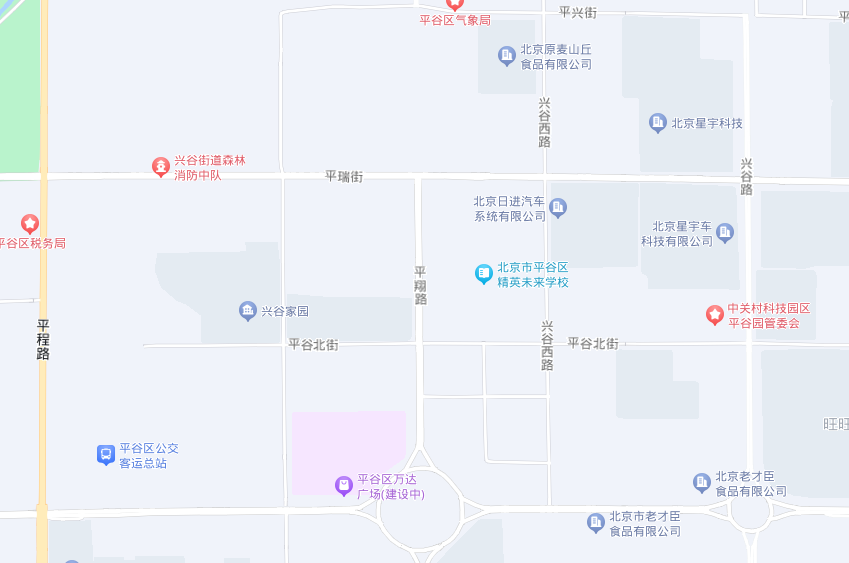 平谷区气象局
平兴街
平
北京原麦山丘
食品有限公司
兴谷西路
北京星宇科技
兴谷路
兴谷街道森林
消防中队
平瑞街
北京日进汽车
系统有限公司
北京星宇车
科技有限公司
平谷区税务局
北京市平谷区
精英未来学校
平翔路
兴谷家园
中关村科技园区
平谷园管委会
平程路
平谷北街
兴谷西路
平谷北街
旺旺
平谷区公交
客运总站
平谷区万达
广场(建设中)
北京老才臣
食品有限公司
北京市老才臣
食品有限公司